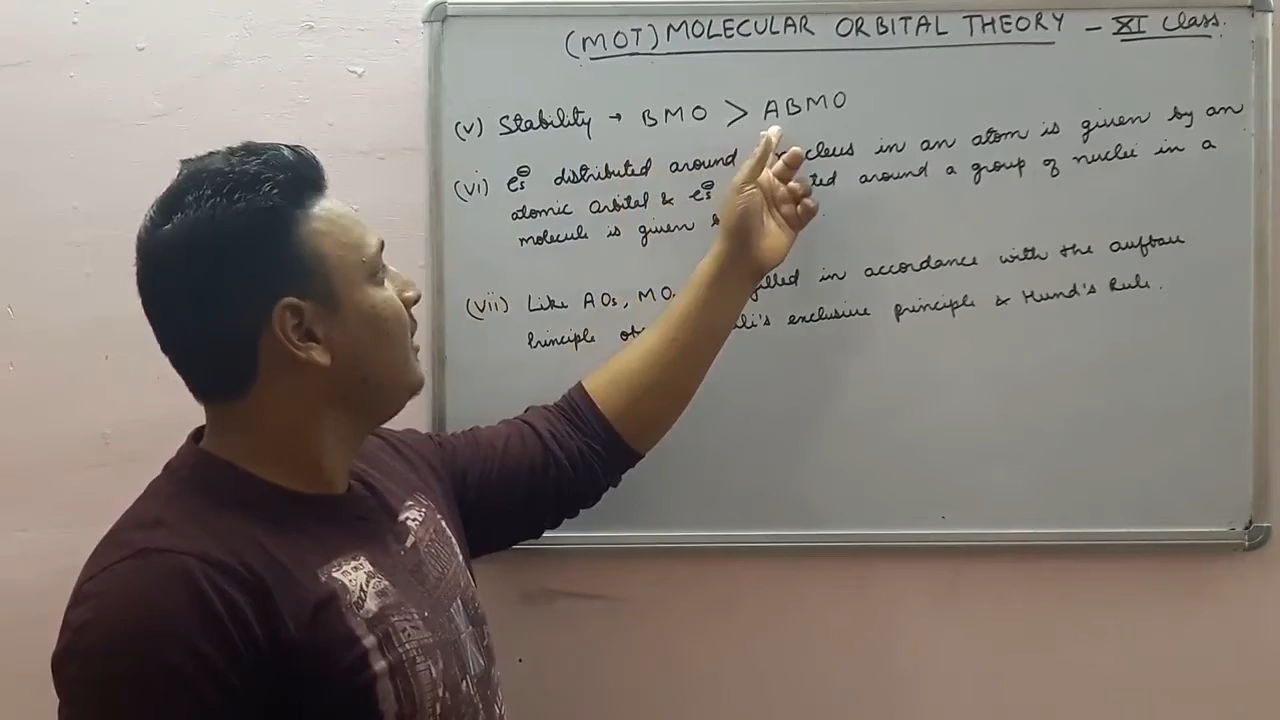 (MOT) MOLECULAR ORBITAL THEORY - XI Class.
(v) Stability → BMO > ABMO
(vi) es⊖ distributed around nucleus in an atom is given by an
atomic orbital & es⊖ around a group of nuclei in a
molecule is given
(vii) Like AOs, MO filled in accordance with the aufbau
Principle exclusive principle & Hund's Rule.